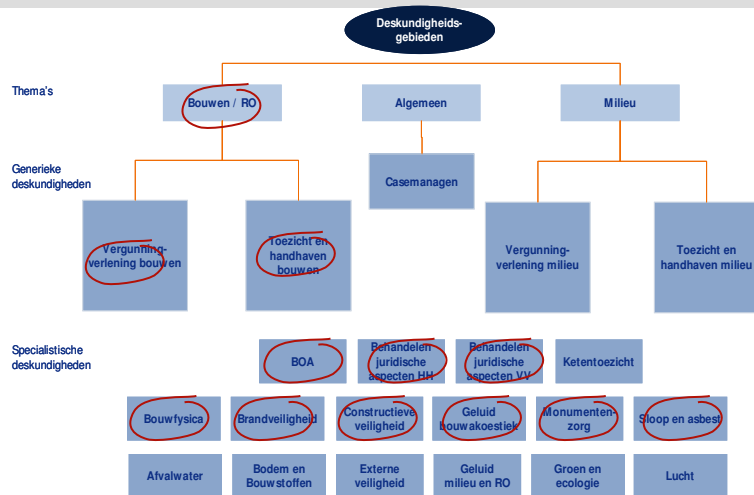 Deskundigheids-
gebieden
Thema's
Bouwen / RO
Algemeen
Milieu
Generieke
deskundigheden
Casemanagen
Vergunning-
verlening bouwen
Toezicht en
handhaven
bouwen
Vergunning-
verlening milieu
Toezicht en
handhaven milieu
Specialistische
deskundigheden
BOA
Behandelen
juridische
aspecten HH
Behandelen
juridische
aspecten VV
Ketentoezicht
Bouwfysica
Brandveiligheid
Constructieve
veiligheid
Geluid
bouwakoestiek
Monumenten-
zorg
Sloop en asbest
Afvalwater
Bodem en
Bouwstoffen
Externe
veiligheid
Geluid
milieu en RO
Groen en
ecologie
Lucht